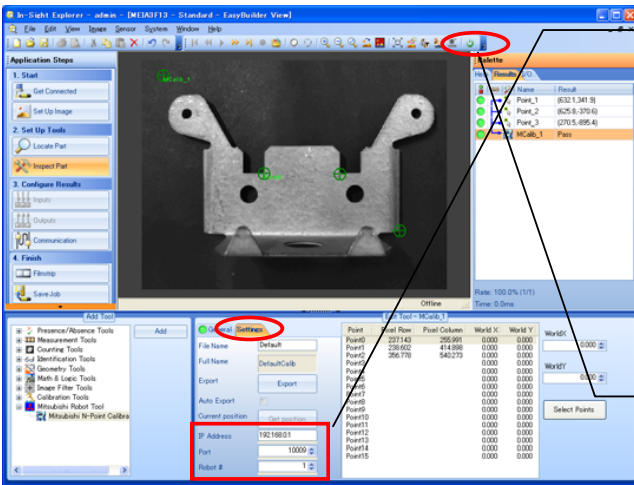 In-Sight Explorer - admin - [MEIA3F13 - Standard - EasyBuilder View]
File Edit View Image Sensor System Window Help
Application Steps
1. Start
Get Connected
Set Up Image
2. Set Up Tools
Locate Part
Inspect Part
3. Configure Results
Inputs
Outputs
Communication
4. Finish
Filmstrip
Save Job
MCalib_1
Offline
Palette
Help Results I/O
Name Result
Point_1 (632.1,341.9)
Point_2 (625.8,-370.6)
Point_3 (270.5,-895.4)
MCalib_1 Pass
Rate: 100.0% (1/1)
Time: 0.0ms
Add Tool
Presence/Absence Tools
Measurement Tools
Counting Tools
Identification Tools
Geometry Tools
Math & Logic Tools
Image Filter Tools
Calibration Tools
Mitsubishi Robot Tool
Mitsubishi N-Point Calibra
Add
Edit Tool - MCalib_1
General Settings
File Name Default
Full Name DefaultCalib
Export Export
Auto Export
Current position Get position
IP Address 192.168.0.1
Port 10009
Robot # 1
Point Pixel Row Pixel Column World X World Y
Point0 237.143 255.991 0.000 0.000
Point1 238.602 414.898 0.000 0.000
Point2 356.778 540.273 0.000 0.000
Point3 0.000 0.000
Point4 0.000 0.000
Point5 0.000 0.000
Point6 0.000 0.000
Point7 0.000 0.000
Point8 0.000 0.000
Point9 0.000 0.000
Point10 0.000 0.000
Point11 0.000 0.000
Point12 0.000 0.000
Point13 0.000 0.000
Point14 0.000 0.000
Point15 0.000 0.000
WorldX
0.000
WorldY
0.000
Select Points